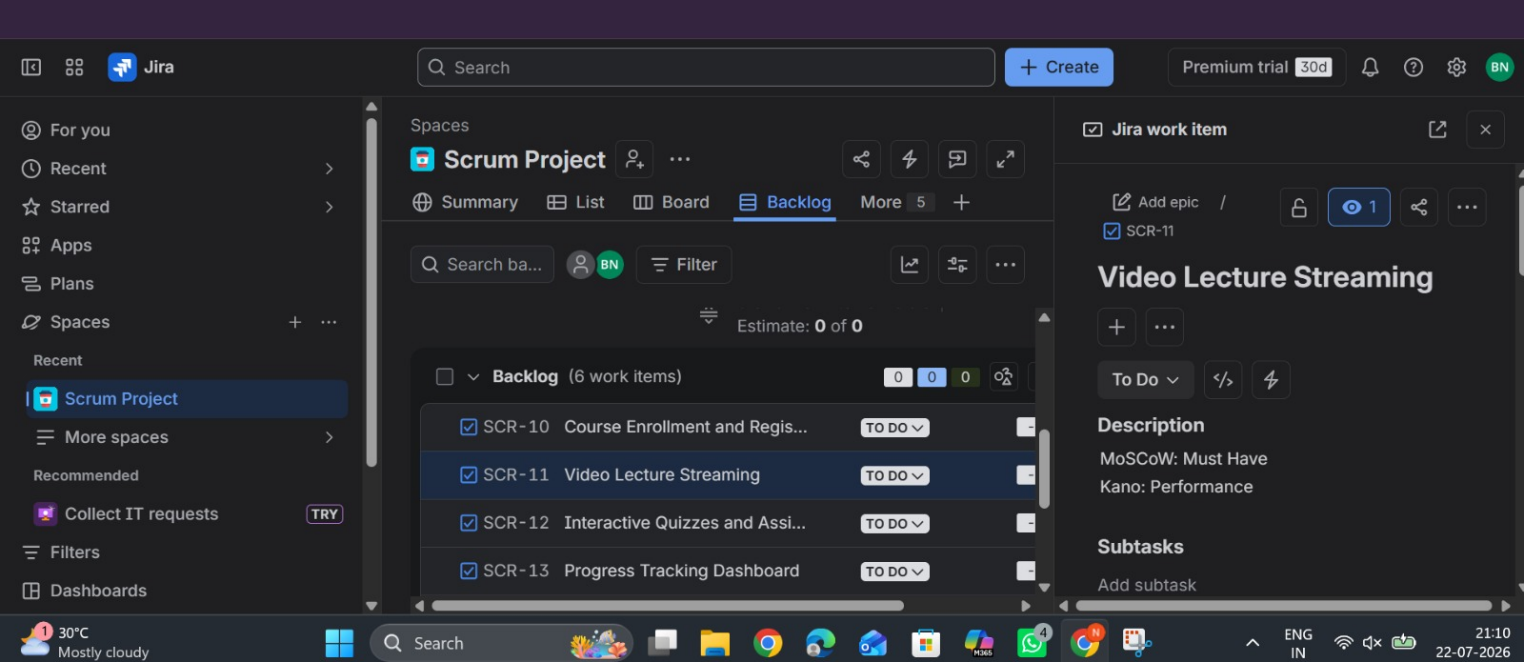 Jira
Search
+ Create
Premium trial 30d
BN
For you
Recent
Starred
Apps
Plans
Spaces
Recent
Scrum Project
More spaces
Recommended
Collect IT requests TRY
Filters
Dashboards
Spaces
Scrum Project
Summary List Board Backlog More 5
Search ba... BN Filter
Estimate: 0 of 0
Backlog (6 work items) 0 0 0
SCR-10 Course Enrollment and Regis... TO DO -
SCR-11 Video Lecture Streaming TO DO -
SCR-12 Interactive Quizzes and Assi... TO DO -
SCR-13 Progress Tracking Dashboard TO DO -
Jira work item
Add epic /
SCR-11
1
Video Lecture Streaming
To Do
Description
MoSCoW: Must Have
Kano: Performance
Subtasks
Add subtask
1
30°C
Mostly cloudy
Search
M365
4
N
ENG
IN
21:10
22-07-2026